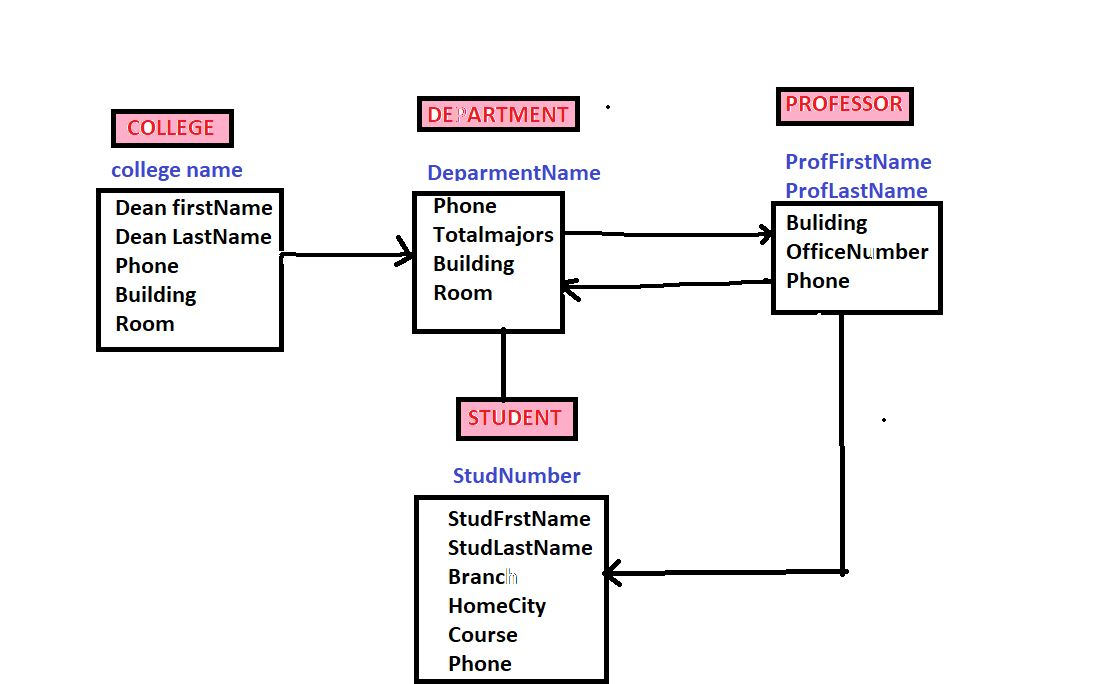 COLLEGE
college name
Dean firstName
Dean LastName
Phone
Building
Room
DEPARTMENT
DeparmentName
Phone
Totalmajors
Building
Room
PROFESSOR
ProfFirstName
ProfLastName
Buliding
OfficeNumber
Phone
STUDENT
StudNumber
StudFrstName
StudLastName
Branch
HomeCity
Course
Phone